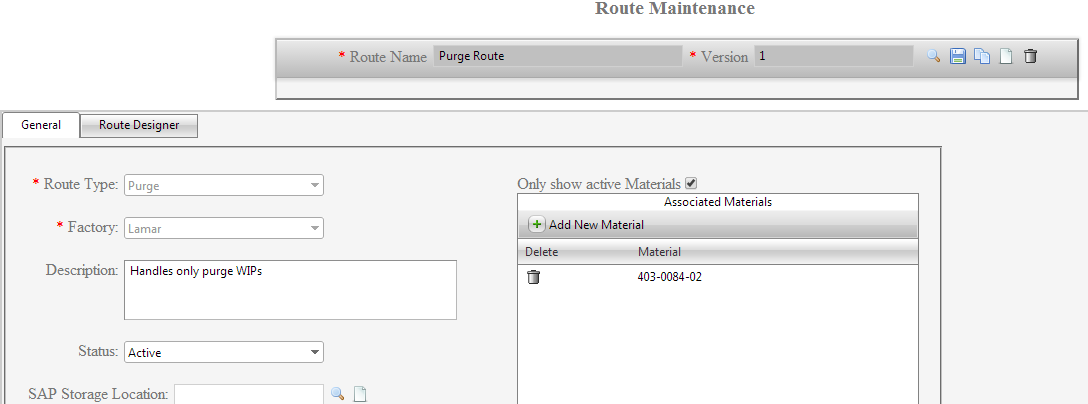 Route Maintenance
* Route Name Purge Route * Version 1
General Route Designer
* Route Type: Purge
Only show active Materials
Associated Materials
* Factory: Lamar
Add New Material
Delete Material
Description: Handles only purge WIPs
403-0084-02
Status: Active
SAP Storage Location: